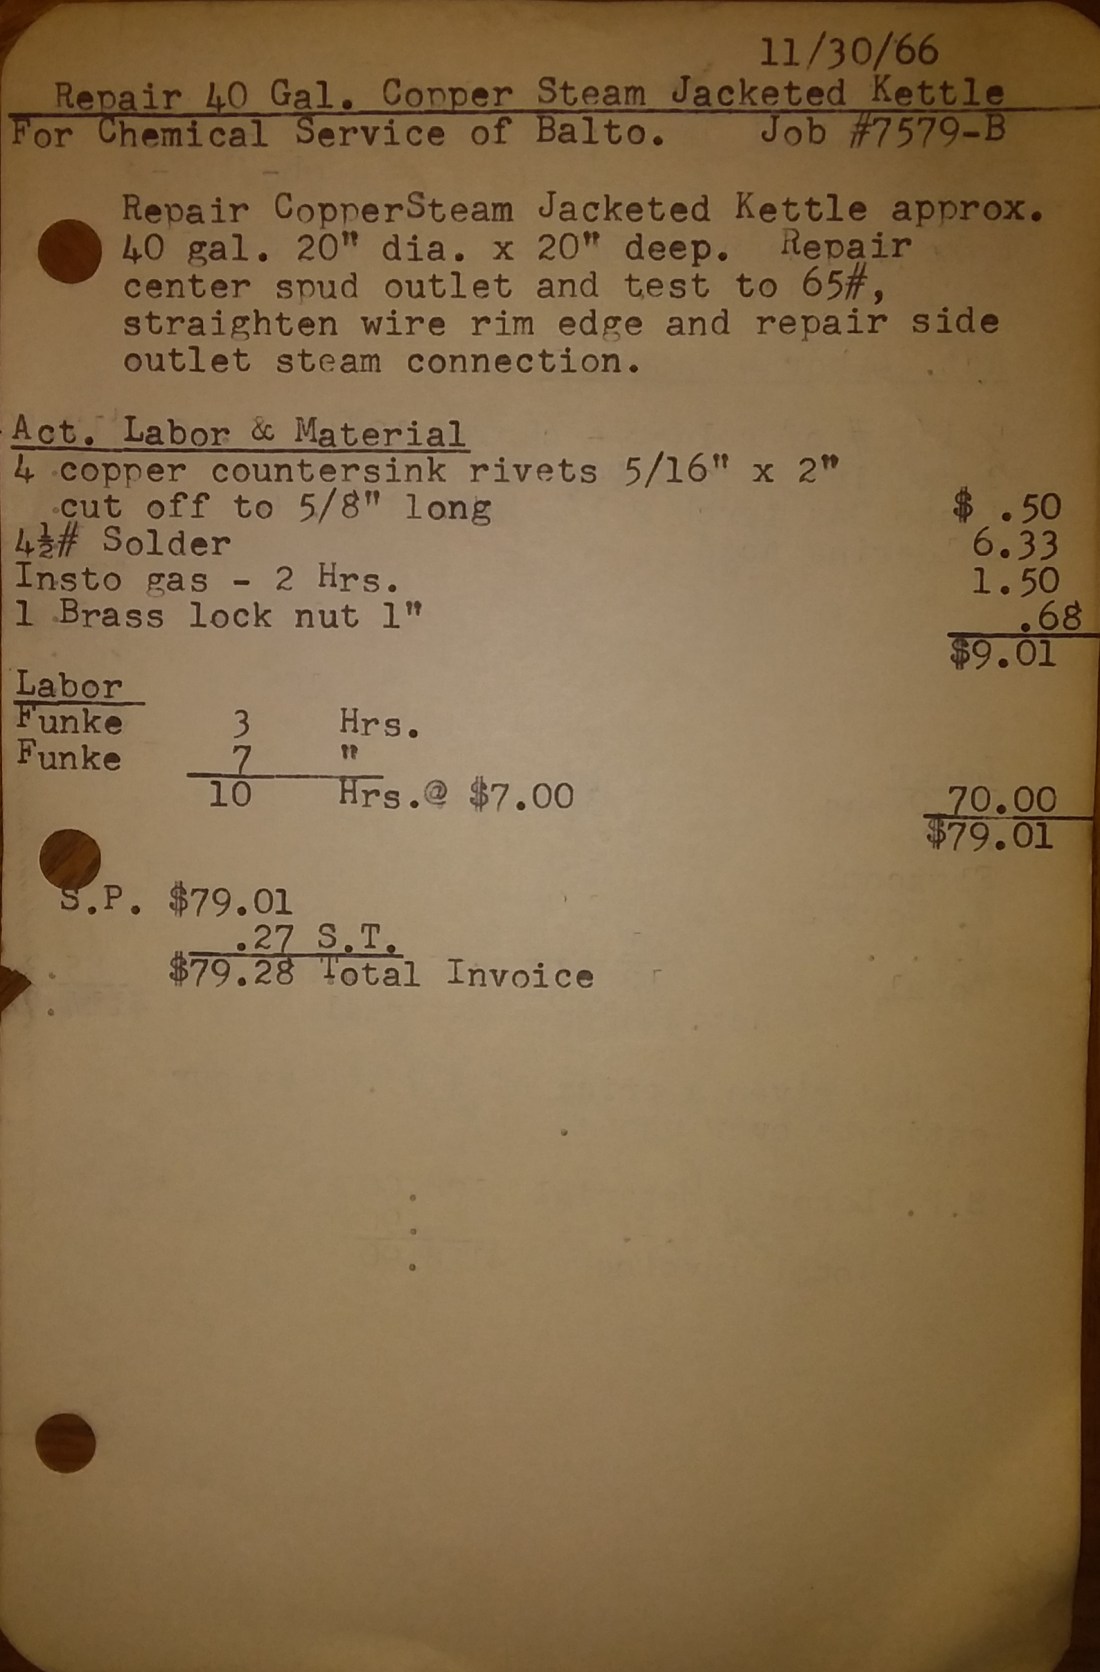 11/30/66
Repair 40 Gal. Copper Steam Jacketed Kettle
For Chemical Service of Balto. Job #7579-B
Repair CopperSteam Jacketed Kettle approx.
40 gal. 20" dia. x 20" deep. Repair
center spud outlet and test to 65#,
straighten wire rim edge and repair side
outlet steam connection.
Act. Labor & Material
4 copper countersink rivets 5/16" x 2"
cut off to 5/8" long $ .50
4½# Solder 6.33
Insto gas - 2 Hrs. 1.50
1 Brass lock nut 1" .68
$9.01
Labor
Funke 3 Hrs.
Funke 7 "
10 Hrs.@ $7.00 70.00
$79.01
S.P. $79.01
.27 S.T.
$79.28 Total Invoice